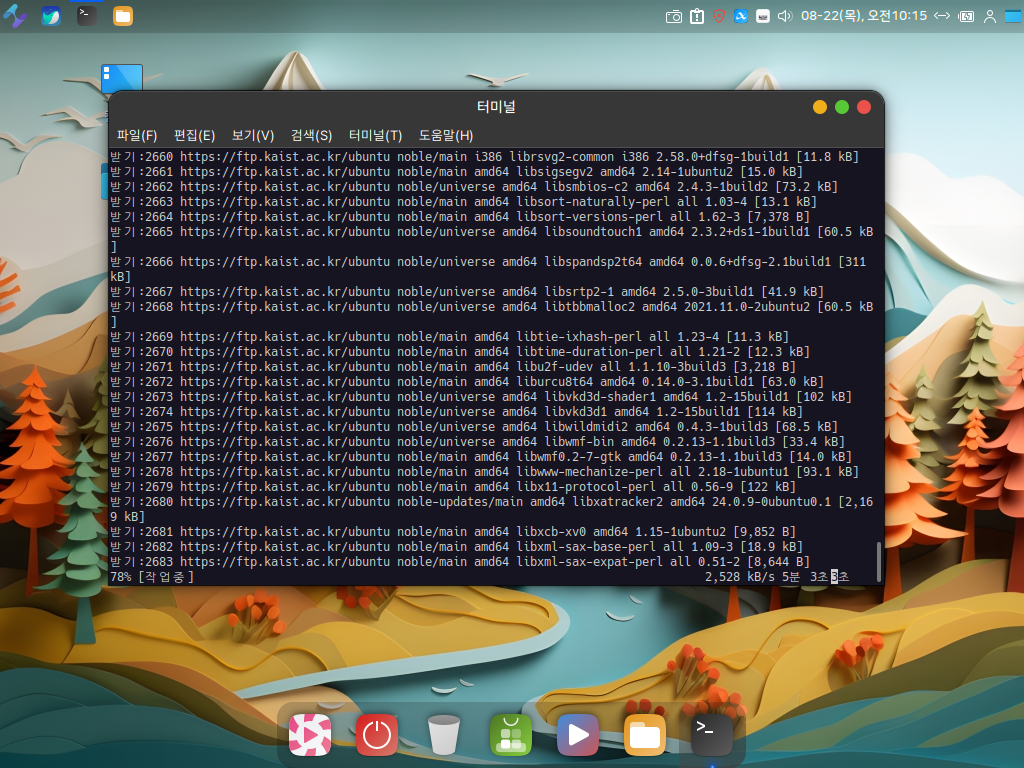 08-22(목), 오전10:15
터미널
파일(F) 편집(E) 보기(V) 검색(S) 터미널(T) 도움말(H)
받기:2660 https://ftp.kaist.ac.kr/ubuntu noble/main i386 librsvg2-common i386 2.58.0+dfsg-1build1 [11.8 kB]
받기:2661 https://ftp.kaist.ac.kr/ubuntu noble/main amd64 libsigsegv2 amd64 2.14-1ubuntu2 [15.0 kB]
받기:2662 https://ftp.kaist.ac.kr/ubuntu noble/universe amd64 libsmbios-c2 amd64 2.4.3-1build2 [73.2 kB]
받기:2663 https://ftp.kaist.ac.kr/ubuntu noble/main amd64 libsort-naturally-perl all 1.03-4 [13.1 kB]
받기:2664 https://ftp.kaist.ac.kr/ubuntu noble/universe amd64 libsort-versions-perl all 1.62-3 [7,378 B]
받기:2665 https://ftp.kaist.ac.kr/ubuntu noble/universe amd64 libsoundtouch1 amd64 2.3.2+ds1-1build1 [60.5 kB
]
받기:2666 https://ftp.kaist.ac.kr/ubuntu noble/universe amd64 libspandsp2t64 amd64 0.0.6+dfsg-2.1build1 [311
kB]
받기:2667 https://ftp.kaist.ac.kr/ubuntu noble/universe amd64 libsrtp2-1 amd64 2.5.0-3build1 [41.9 kB]
받기:2668 https://ftp.kaist.ac.kr/ubuntu noble/universe amd64 libtbbmalloc2 amd64 2021.11.0-2ubuntu2 [60.5 kB
]
받기:2669 https://ftp.kaist.ac.kr/ubuntu noble/main amd64 libtie-ixhash-perl all 1.23-4 [11.3 kB]
받기:2670 https://ftp.kaist.ac.kr/ubuntu noble/main amd64 libtime-duration-perl all 1.21-2 [12.3 kB]
받기:2671 https://ftp.kaist.ac.kr/ubuntu noble/main amd64 libu2f-udev all 1.1.10-3build3 [3,218 B]
받기:2672 https://ftp.kaist.ac.kr/ubuntu noble/main amd64 liburcu8t64 amd64 0.14.0-3.1build1 [63.0 kB]
받기:2673 https://ftp.kaist.ac.kr/ubuntu noble/universe amd64 libvkd3d-shader1 amd64 1.2-15build1 [102 kB]
받기:2674 https://ftp.kaist.ac.kr/ubuntu noble/universe amd64 libvkd3d1 amd64 1.2-15build1 [114 kB]
받기:2675 https://ftp.kaist.ac.kr/ubuntu noble/universe amd64 libwildmidi2 amd64 0.4.3-1build3 [68.5 kB]
받기:2676 https://ftp.kaist.ac.kr/ubuntu noble/universe amd64 libwmf-bin amd64 0.2.13-1.1build3 [33.4 kB]
받기:2677 https://ftp.kaist.ac.kr/ubuntu noble/main amd64 libwmf0.2-7-gtk amd64 0.2.13-1.1build3 [14.0 kB]
받기:2678 https://ftp.kaist.ac.kr/ubuntu noble/main amd64 libwww-mechanize-perl all 2.18-1ubuntu1 [93.1 kB]
받기:2679 https://ftp.kaist.ac.kr/ubuntu noble/main amd64 libx11-protocol-perl all 0.56-9 [122 kB]
받기:2680 https://ftp.kaist.ac.kr/ubuntu noble-updates/main amd64 libxatracker2 amd64 24.0.9-0ubuntu0.1 [2,16
9 kB]
받기:2681 https://ftp.kaist.ac.kr/ubuntu noble/main amd64 libxcb-xv0 amd64 1.15-1ubuntu2 [9,852 B]
받기:2682 https://ftp.kaist.ac.kr/ubuntu noble/main amd64 libxml-sax-base-perl all 1.09-3 [18.9 kB]
받기:2683 https://ftp.kaist.ac.kr/ubuntu noble/main amd64 libxml-sax-expat-perl all 0.51-2 [8,644 B]
78% [작업중] 2,528 kB/s 5분 3초3초